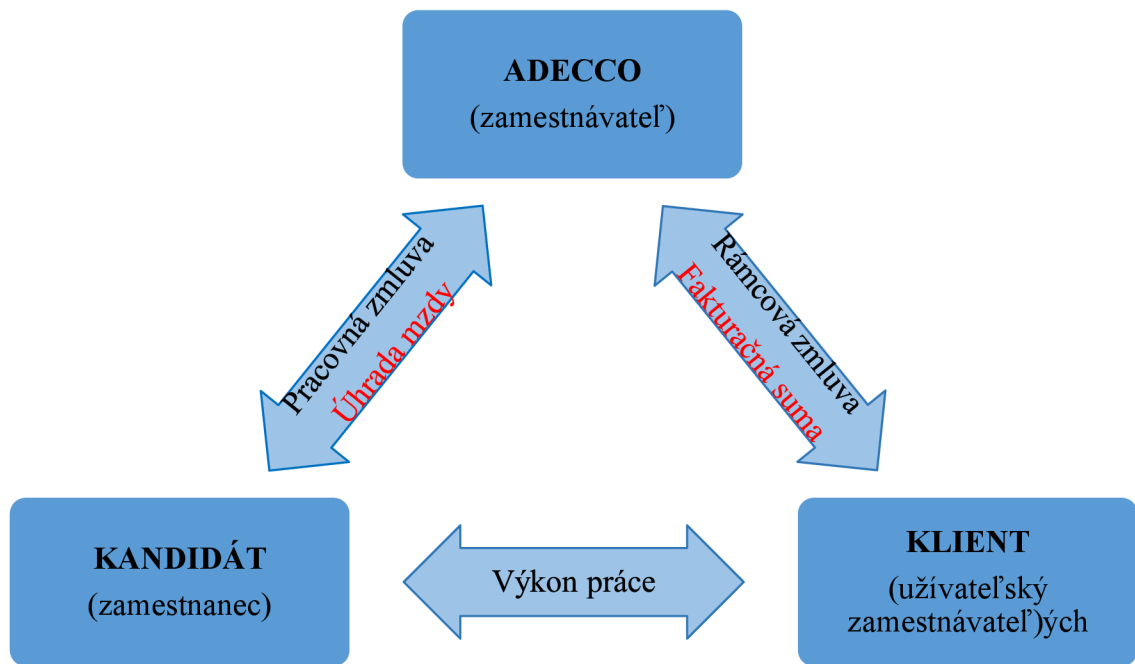 ADECCO
(zamestnávateľ)
Pracovná zmluva
Úhrada mzdy
Rámcová zmluva
Fakturačná suma
KANDIDÁT
(zamestnanec)
Výkon práce
KLIENT
(užívateľský
zamestnávateľ)ých